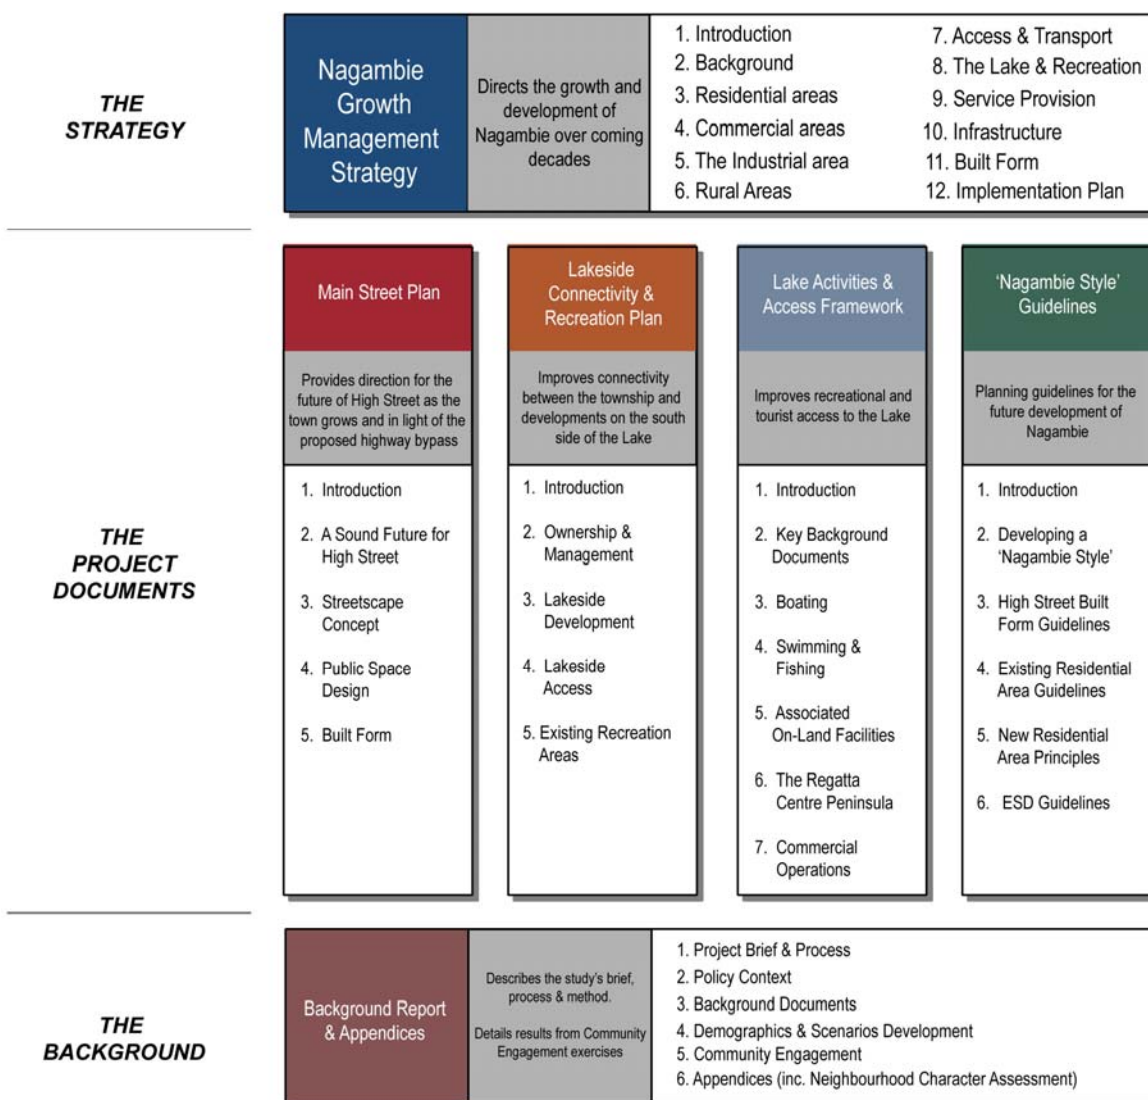 THE
STRATEGY
Nagambie
Growth
Management
Strategy
Directs the growth and
development of
Nagambie over coming
decades
1. Introduction
2. Background
3. Residential areas
4. Commercial areas
5. The Industrial area
6. Rural Areas
7. Access & Transport
8. The Lake & Recreation
9. Service Provision
10. Infrastructure
11. Built Form
12. Implementation Plan
THE
PROJECT
DOCUMENTS
Main Street Plan
Provides direction for the
future of High Street as the
town grows and in light of the
proposed highway bypass
1. Introduction
2. A Sound Future for
High Street
3. Streetscape
Concept
4. Public Space
Design
5. Built Form
Lakeside
Connectivity &
Recreation Plan
Improves connectivity
between the township and
developments on the south
side of the Lake
1. Introduction
2. Ownership &
Management
3. Lakeside
Development
4. Lakeside
Access
5. Existing Recreation
Areas
Lake Activities &
Access Framework
Improves recreational and
tourist access to the Lake
1. Introduction
2. Key Background
Documents
3. Boating
4. Swimming &
Fishing
5. Associated
On-Land Facilities
6. The Regatta
Centre Peninsula
7. Commercial
Operations
'Nagambie Style'
Guidelines
Planning guidelines for the
future development of
Nagambie
1. Introduction
2. Developing a
'Nagambie Style'
3. High Street Built
Form Guidelines
4. Existing Residential
Area Guidelines
5. New Residential
Area Principles
6. ESD Guidelines
THE
BACKGROUND
Background Report
& Appendices
Describes the study's brief,
process & method.
Details results from Community
Engagement exercises
1. Project Brief & Process
2. Policy Context
3. Background Documents
4. Demographics & Scenarios Development
5. Community Engagement
6. Appendices (inc. Neighbourhood Character Assessment)